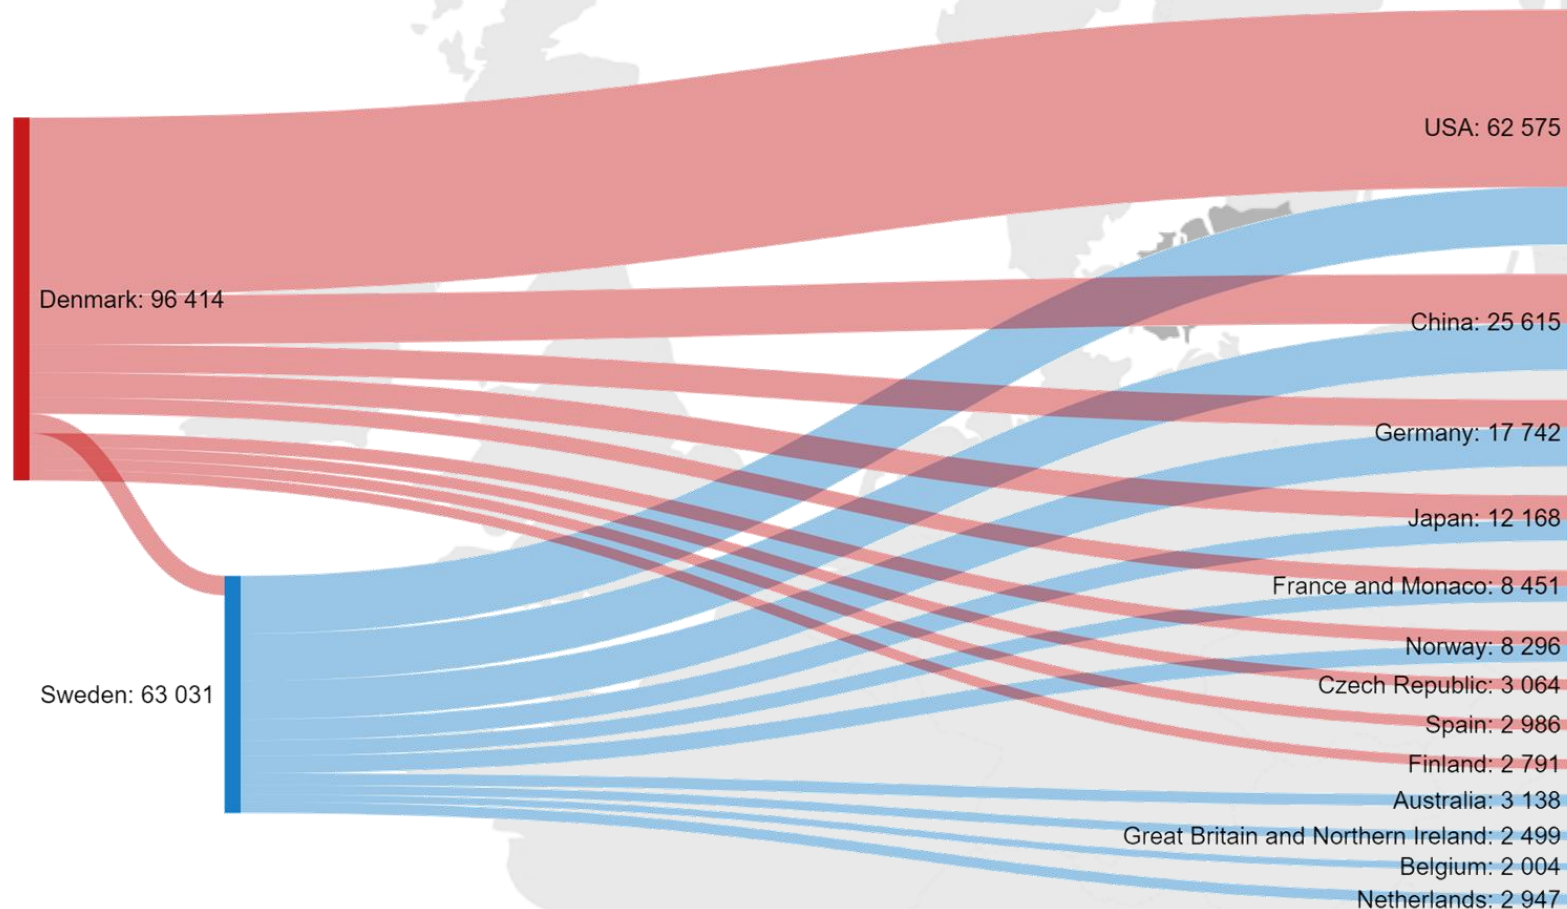 USA: 62 575
Denmark: 96 414
China: 25 615
Germany: 17 742
Japan: 12 168
France and Monaco: 8 451
Norway: 8 296
Czech Republic: 3 064
Sweden: 63 031
Spain: 2 986
Finland: 2 791
Australia: 3 138
Great Britain and Northern Ireland: 2 499
Belgium: 2 004
Netherlands: 2 947